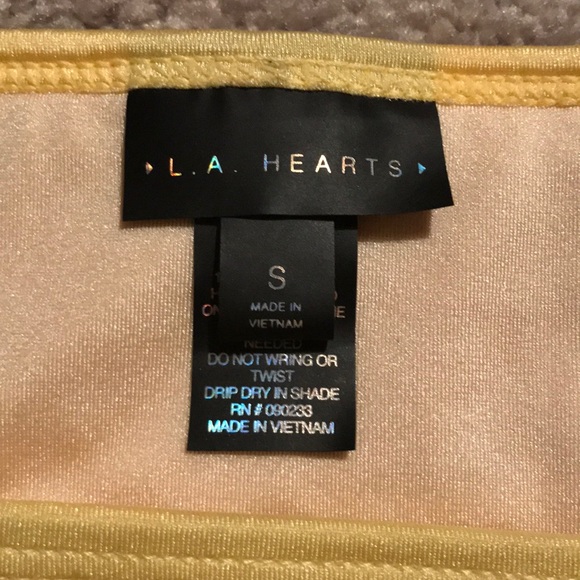 L.A. HEARTS
S
MADE IN
VIETNAM
NEEDED
DO NOT WRING OR
TWIST
DRIP DRY IN SHADE
RN # 090233
MADE IN VIETNAM